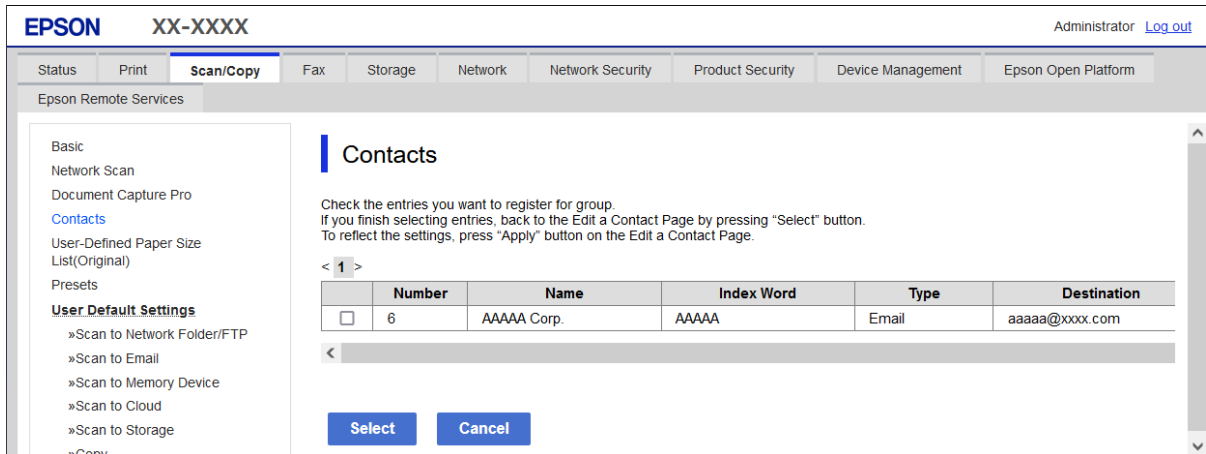 EPSON XX-XXXX Administrator Log out
Status Print Scan/Copy Fax Storage Network Network Security Product Security Device Management Epson Open Platform
Epson Remote Services
Basic
Network Scan
Document Capture Pro
Contacts
User-Defined Paper Size
List(Original)
Presets
User Default Settings
»Scan to Network Folder/FTP
»Scan to Email
»Scan to Memory Device
»Scan to Cloud
»Scan to Storage
»Copy
Contacts
Check the entries you want to register for group.
If you finish selecting entries, back to the Edit a Contact Page by pressing “Select” button.
To reflect the settings, press “Apply” button on the Edit a Contact Page.
< 1 >
Number Name Index Word Type Destination
6 AAAAA Corp. AAAAA Email aaaaa@xxxx.com
Select Cancel